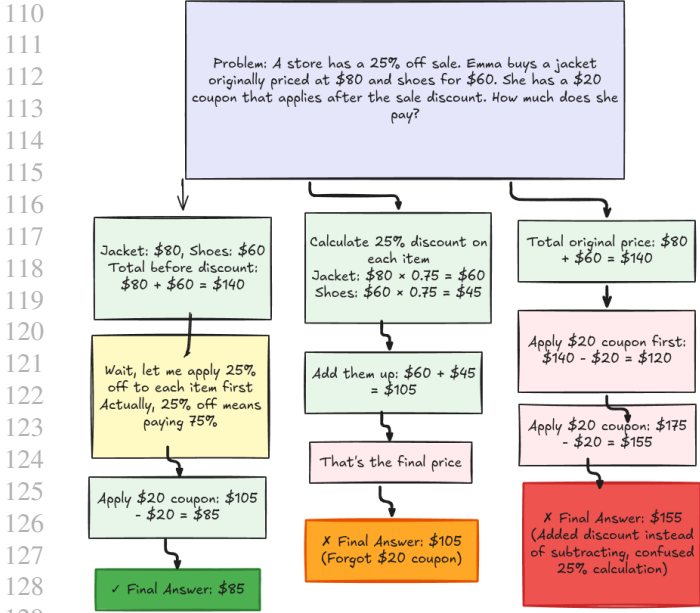 110
111
112
113
114
115
116
117
118
119
120
121
122
123
124
125
126
127
128
Problem: A store has a 25% off sale. Emma buys a jacket
originally priced at $80 and shoes for $60. She has a $20
coupon that applies after the sale discount. How much does she
pay?
Jacket: $80, Shoes: $60
Total before discount:
$80 + $60 = $140
Wait, let me apply 25%
off to each item first
Actually, 25% off means
paying 75%
Apply $20 coupon: $105
- $20 = $85
✓ Final Answer: $85
Calculate 25% discount on
each item
Jacket: $80 × 0.75 = $60
Shoes: $60 × 0.75 = $45
Add them up: $60 + $45
= $105
That's the final price
✗ Final Answer: $105
(Forgot $20 coupon)
Total original price: $80
+ $60 = $140
Apply $20 coupon first:
$140 - $20 = $120
Apply $20 coupon: $175
- $20 = $155
✗ Final Answer: $155
(Added discount instead
of subtracting, confused
25% calculation)